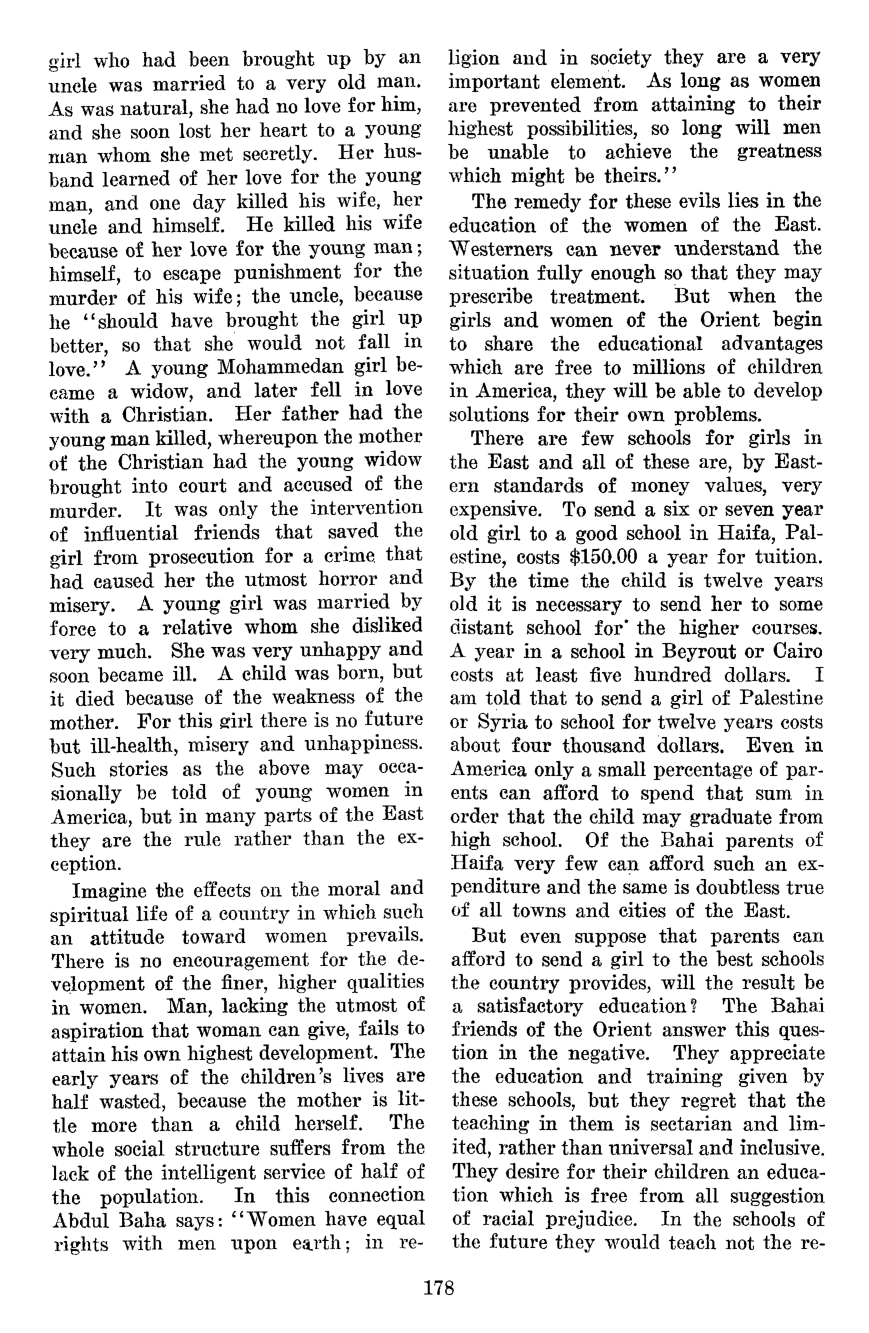 girl who had been brought up by an
uncle was married to a very old man.
As was natural, she had no love for him,
and she soon lost her heart to a young
man whom she met secretly. Her hus-
band learned of her love for the young
man, and one day killed his wife, her
uncle and himself. He killed his wife
because of her love for the young man;
himself, to escape punishment for the
murder of his wife; the uncle, because
he ‘‘should have brought the girl up
better, so that she would not fall in
love.’’ A young Mohammedan girl be-
came a widow, and later fell in love
with a Christian. Her father had the
young man killed, whereupon the mother
of the Christian had the young widow
brought into court and accused of the
murder. It was only the intervention
of influential friends that saved the
girl from prosecution for a crime that
had caused her the utmost horror and
misery. A young girl was married by
force to a relative whom she disliked
very much. She was very unhappy and
soon became ill. A child was born, but
it died because of the weakness of the
mother. For this girl there is no future
but ill-health, misery and unhappiness.
Such stories as the above may occa-
sionally be told of young women in
America, but in many parts of the East
they are the rule rather than the ex-
ception.
Imagine the effects on the moral and
spiritual life of a country in which such
an attitude toward women prevails.
There is no encouragement for the de-
velopment of the finer, higher qualities
in women. Man, lacking the utmost of
aspiration that woman can give, fails to
attain his own highest development. The
early years of the children's lives are
half wasted, because the mother is lit-
tle more than a child herself. The
whole social structure suffers from the
lack of the intelligent service of half of
the population. In this connection
Abdul Baha says: ‘‘Women have equal
rights with men upon earth; in re-
ligion and in society they are a very
important element. As long as women
are prevented from attaining to their
highest possibilities, so long will men
be unable to achieve the greatness
which might be theirs.’’
The remedy for these evils lies in the
education of the women of the East.
Westerners can never understand the
situation fully enough so that they may
prescribe treatment. But when the
girls and women of the Orient begin
to share the educational advantages
which are free to millions of children
in America, they will be able to develop
solutions for their own problems.
There are few schools for girls in
the East and all of these are, by East-
ern standards of money values, very
expensive. To send a six or seven year
old girl to a good school in Haifa, Pal-
estine, costs $150.00 a year for tuition.
By the time the child is twelve years
old it is necessary to send her to some
distant school for the higher courses.
A year in a school in Beyrout or Cairo
costs at least five hundred dollars. I
am told that to send a girl of Palestine
or Syria to school for twelve years costs
about four thousand dollars. Even in
America only a small percentage of par-
ents can afford to spend that sum in
order that the child may graduate from
high school. Of the Bahai parents of
Haifa very few can afford such an ex-
penditure and the same is doubtless true
of all towns and cities of the East.
But even suppose that parents can
afford to send a girl to the best schools
the country provides, will the result be
a satisfactory education? The Bahai
friends of the Orient answer this ques-
tion in the negative. They appreciate
the education and training given by
these schools, but they regret that the
teaching in them is sectarian and lim-
ited, rather than universal and inclusive.
They desire for their children an educa-
tion which is free from all suggestion
of racial prejudice. In the schools of
the future they would teach not the re-
178